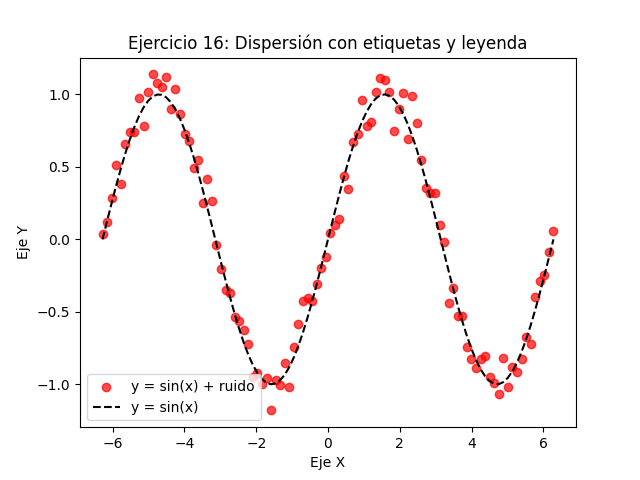 Ejercicio 16: Dispersión con etiquetas y leyenda
Eje Y
1.0
0.5
0.0
−0.5
−1.0
y = sin(x) + ruido
y = sin(x)
−6
−4
−2
0
2
4
6
Eje X